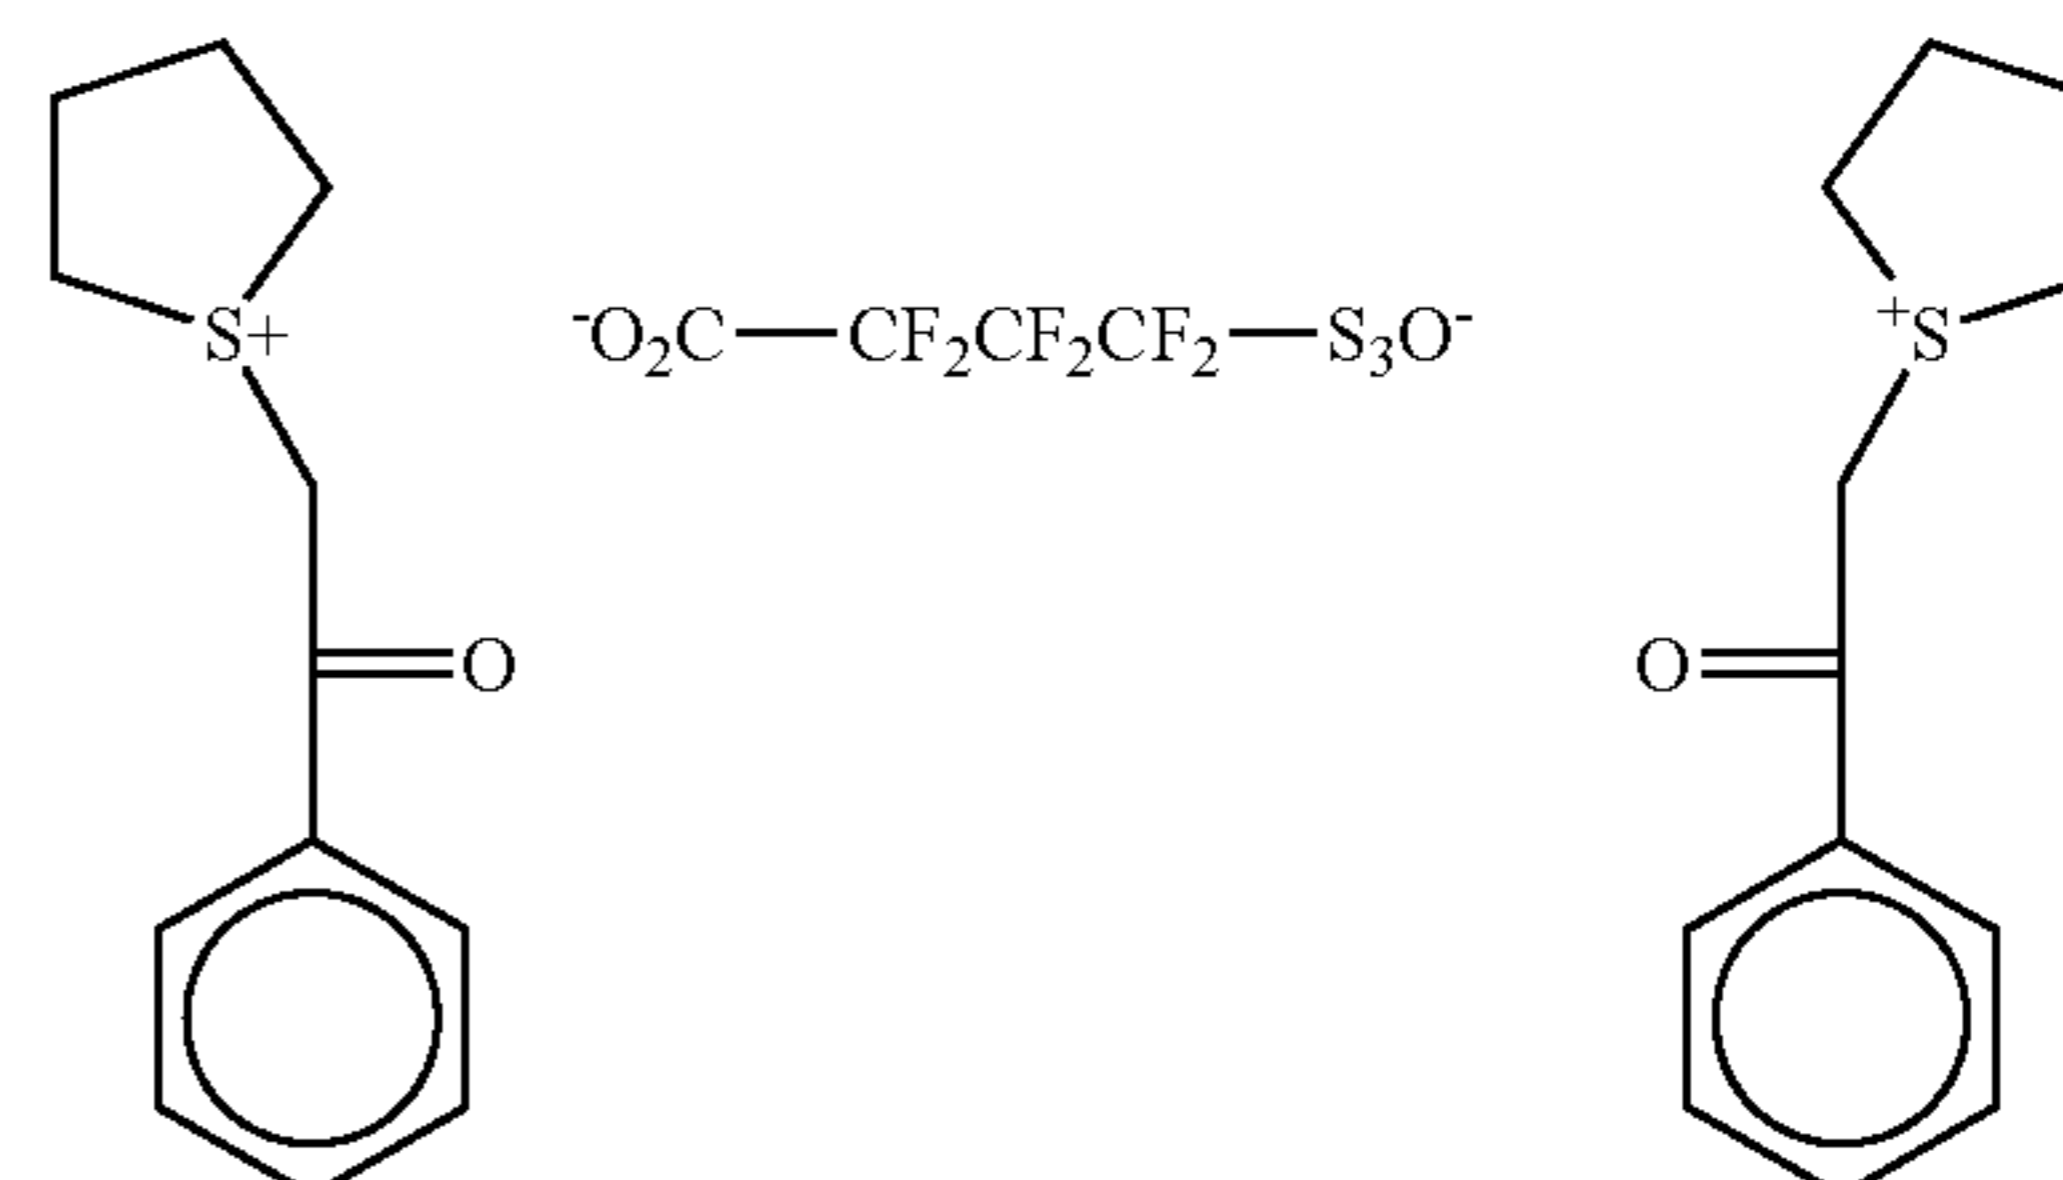 S+ ⁻O₂C—CF₂CF₂CF₂—S₃O⁻ ⁺S
O O